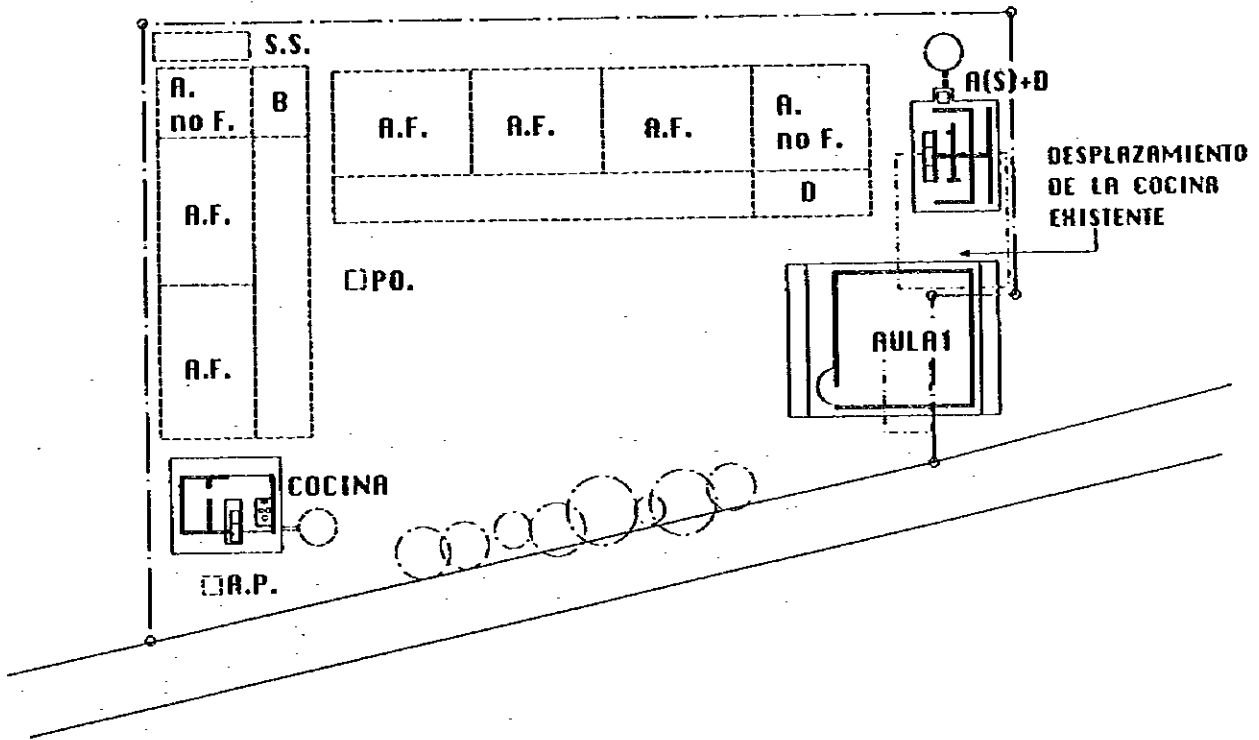 S.S.
A.
no F.
B
A.F.
A.F.
A.F.
A.F.
A.F.
A.
no F.
D
A(S)+D
DESPLAZAMIENTO
DE LA COCINA
EXISTENTE
PO.
AULA1
COCINA
A.P.